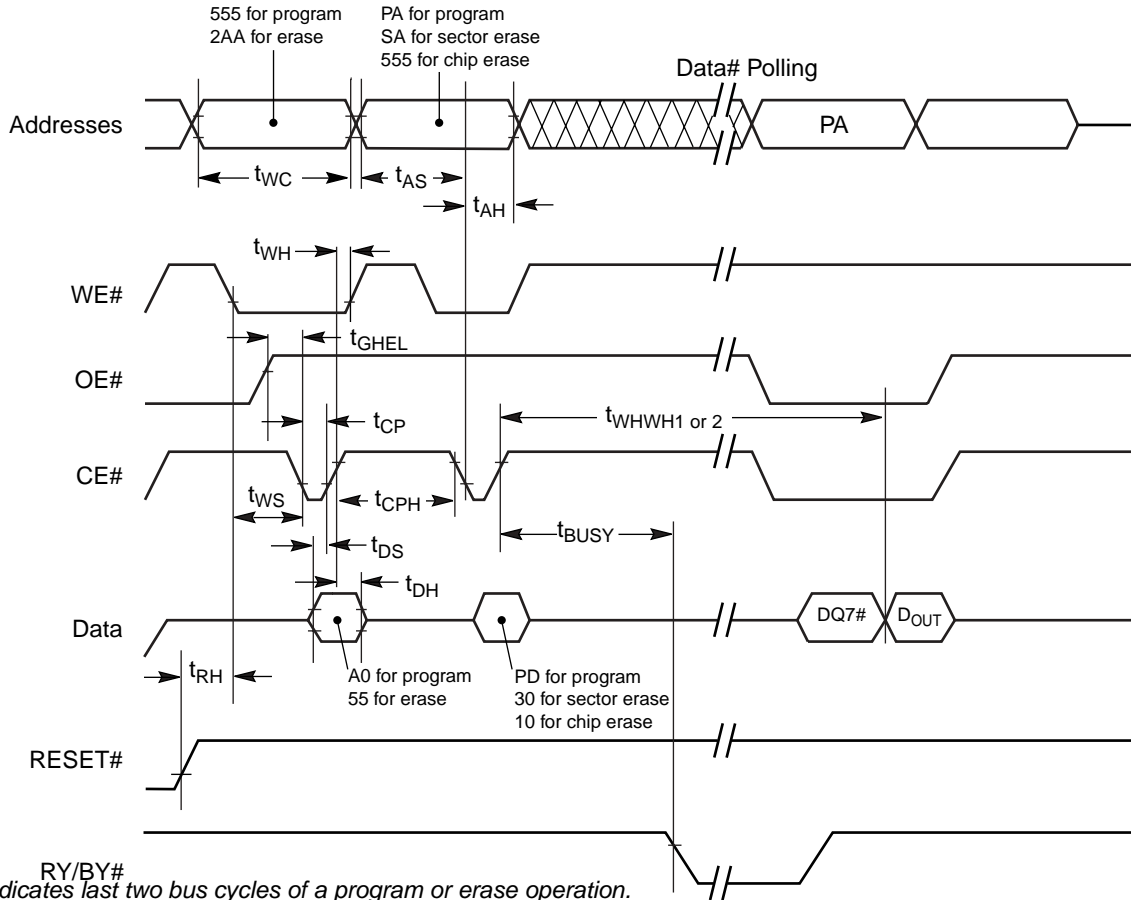 555 for program
2AA for erase
PA for program
SA for sector erase
555 for chip erase
Data# Polling
Addresses
PA
tWC
tAS
tAH
tWH
WE#
tGHEL
OE#
tWHWH1 or 2
tCP
CE#
tWS
tCPH
tBUSY
tDS
tDH
Data
DQ7#
DOUT
tRH
A0 for program
55 for erase
PD for program
30 for sector erase
10 for chip erase
RESET#
RY/BY#
dicates last two bus cycles of a program or erase operation.